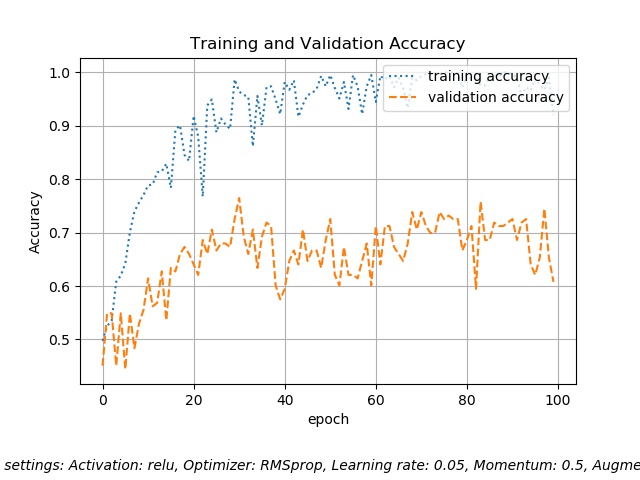 Training and Validation Accuracy
training accuracy
validation accuracy
1.0
0.9
0.8
0.7
0.6
0.5
Accuracy
0 20 40 60 80 100
epoch
settings: Activation: relu, Optimizer: RMSprop, Learning rate: 0.05, Momentum: 0.5, Augme